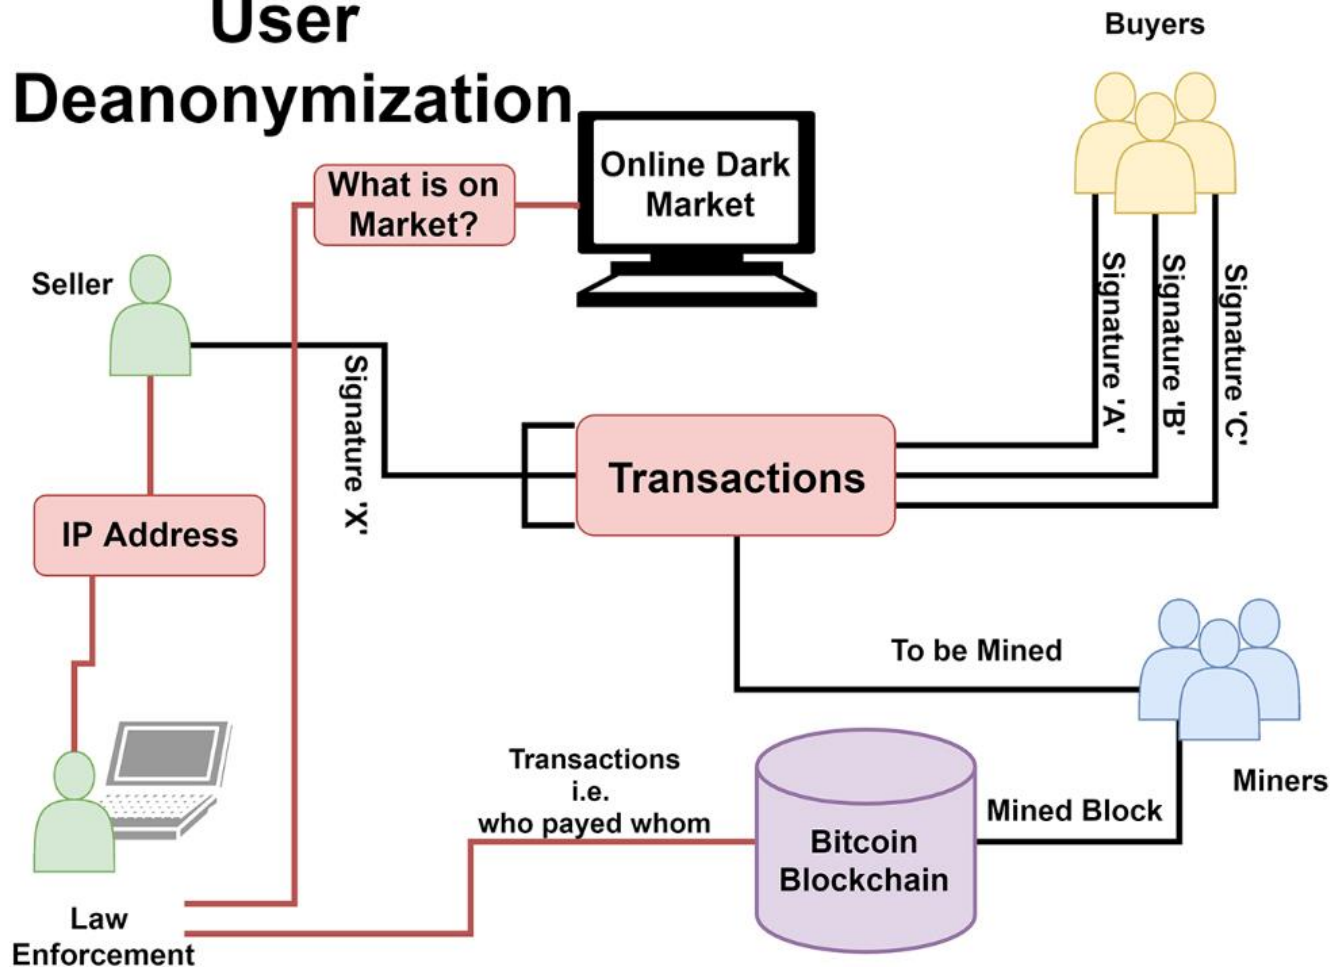 User
Deanonymization
Buyers
What is on
Market?
Online Dark
Market
Seller
Signature 'X'
Signature 'A'
Signature 'B'
Signature 'C'
Transactions
IP Address
To be Mined
Miners
Transactions
i.e.
who payed whom
Mined Block
Bitcoin
Blockchain
Law
Enforcement